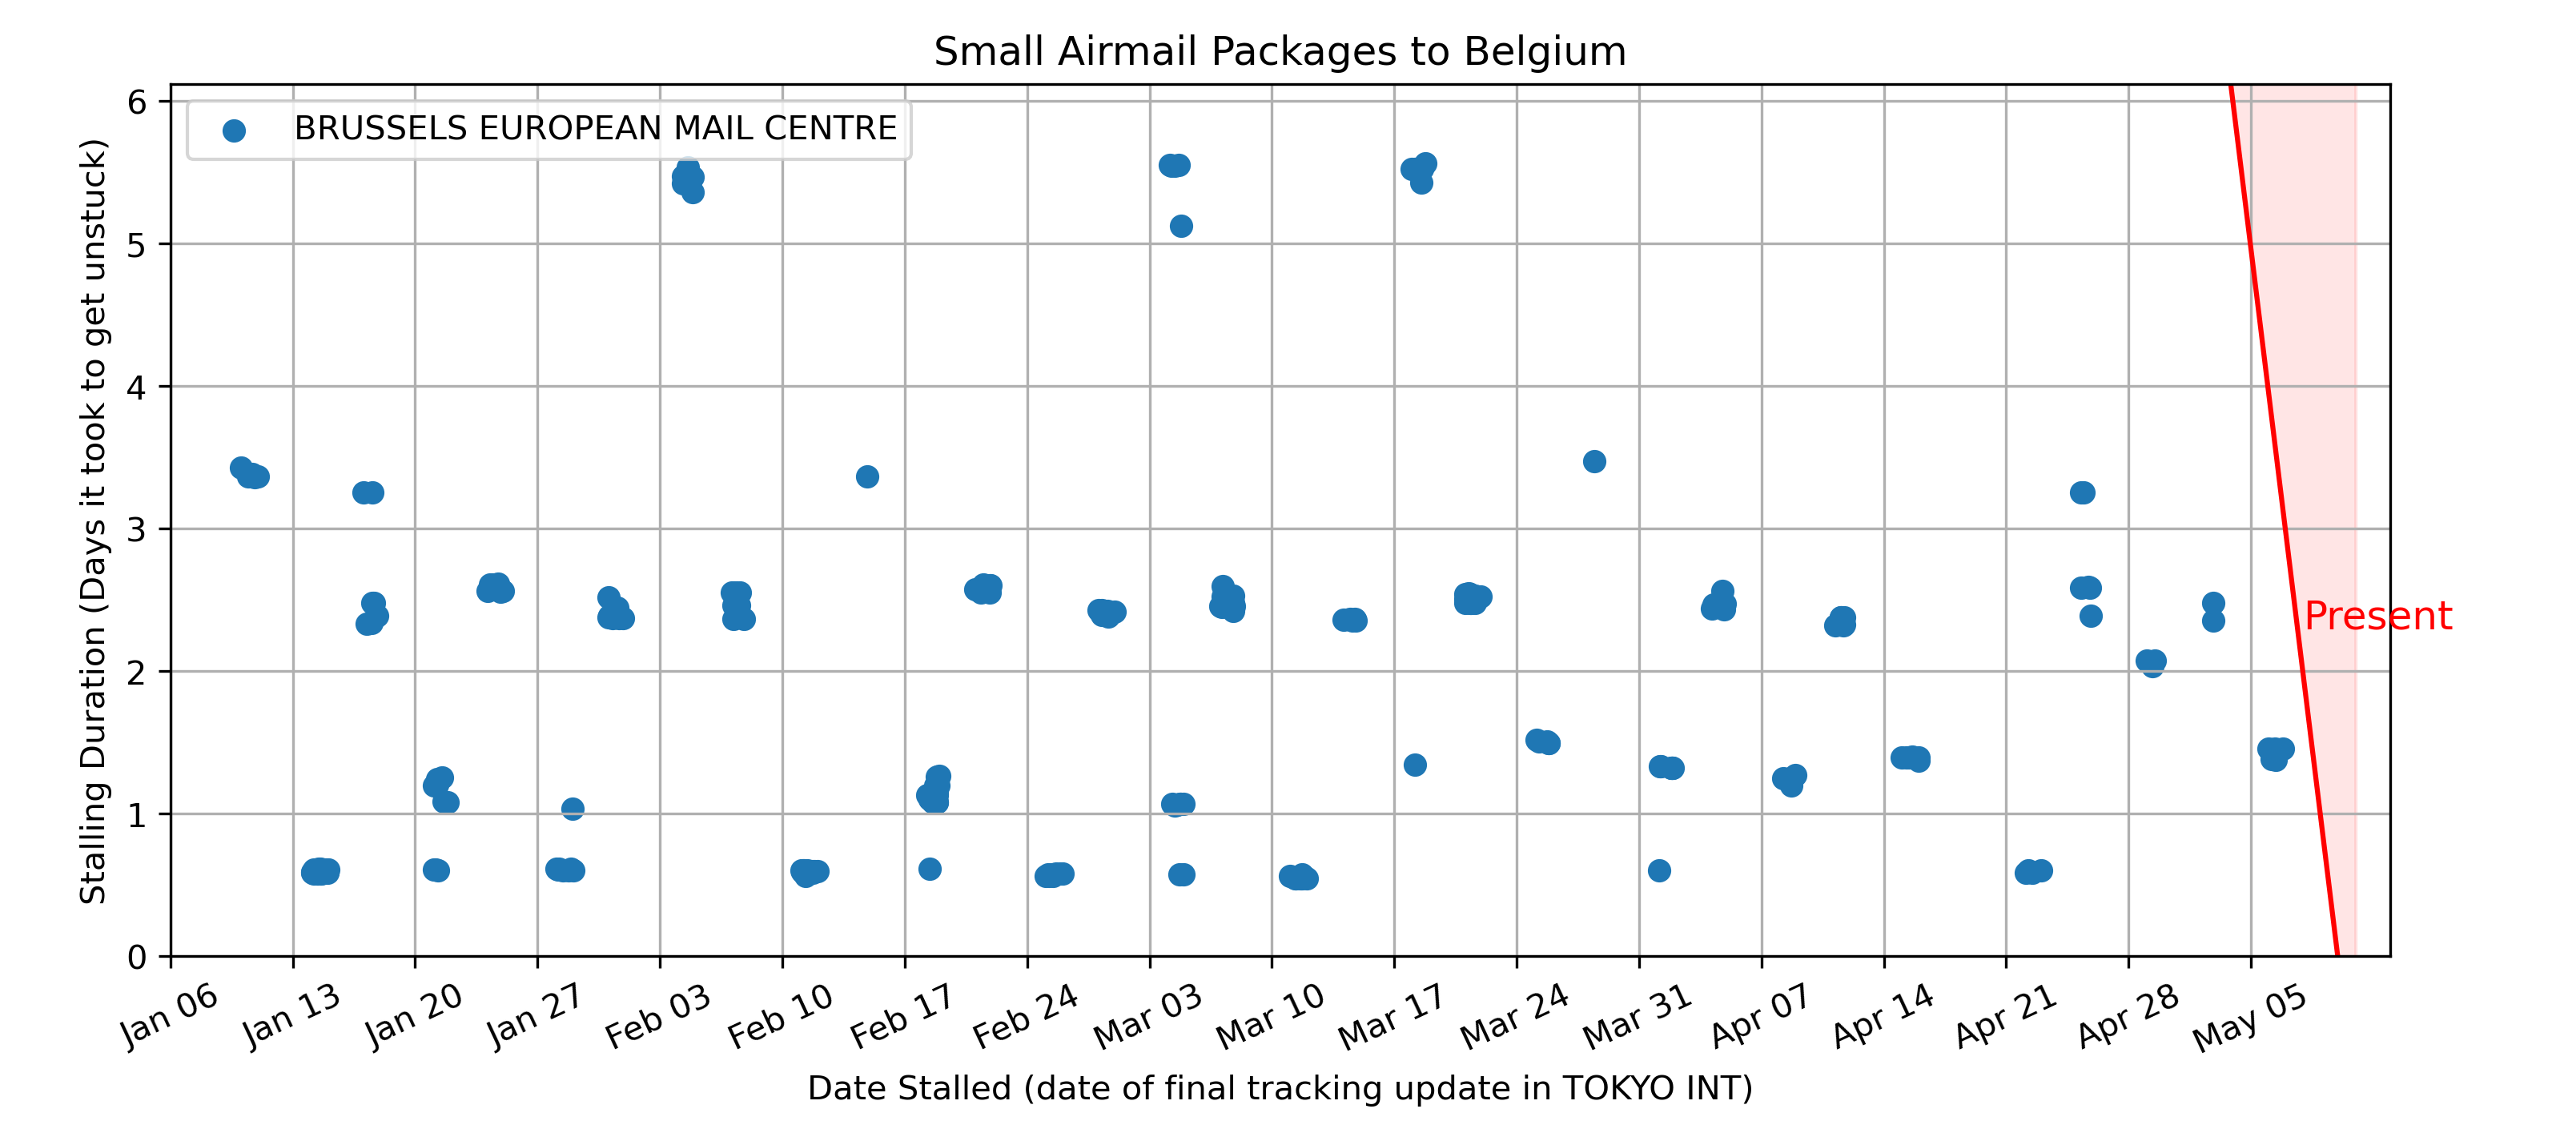 Small Airmail Packages to Belgium
BRUSSELS EUROPEAN MAIL CENTRE
Stalling Duration (Days it took to get unstuck)
6
5
4
3
2
1
0
Present
Jan 06
Jan 13
Jan 20
Jan 27
Feb 03
Feb 10
Feb 17
Feb 24
Mar 03
Mar 10
Mar 17
Mar 24
Mar 31
Apr 07
Apr 14
Apr 21
Apr 28
May 05
Date Stalled (date of final tracking update in TOKYO INT)